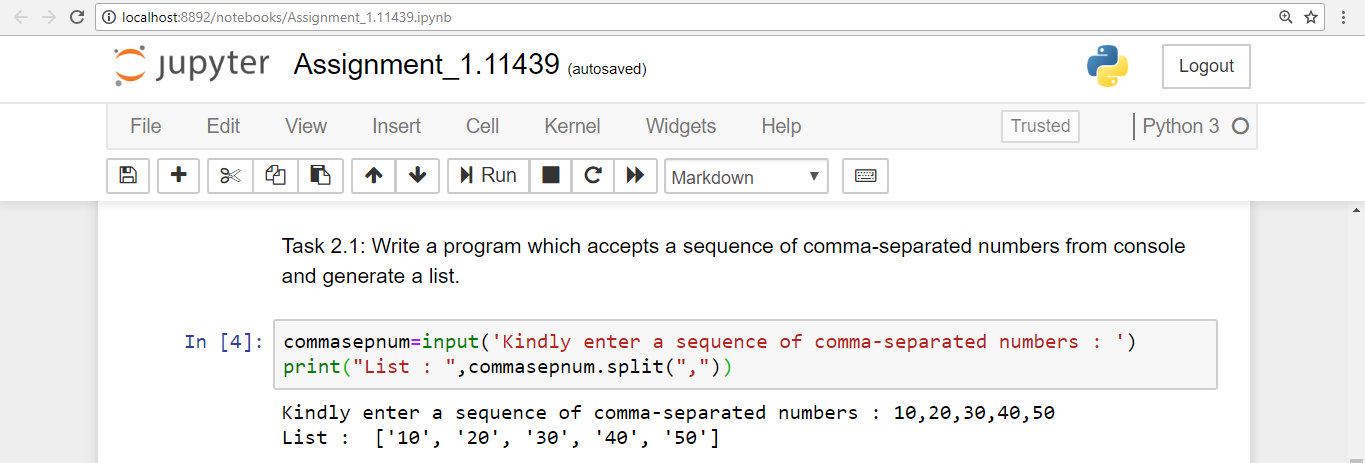 localhost:8892/notebooks/Assignment_1.11439.ipynb
jupyter Assignment_1.11439 (autosaved) Logout
File Edit View Insert Cell Kernel Widgets Help Trusted Python 3
Run Markdown
Task 2.1: Write a program which accepts a sequence of comma-separated numbers from console
and generate a list.
In [4]: commasepnum=input('Kindly enter a sequence of comma-separated numbers : ')
print("List : ",commasepnum.split(","))
Kindly enter a sequence of comma-separated numbers : 10,20,30,40,50
List :  ['10', '20', '30', '40', '50']